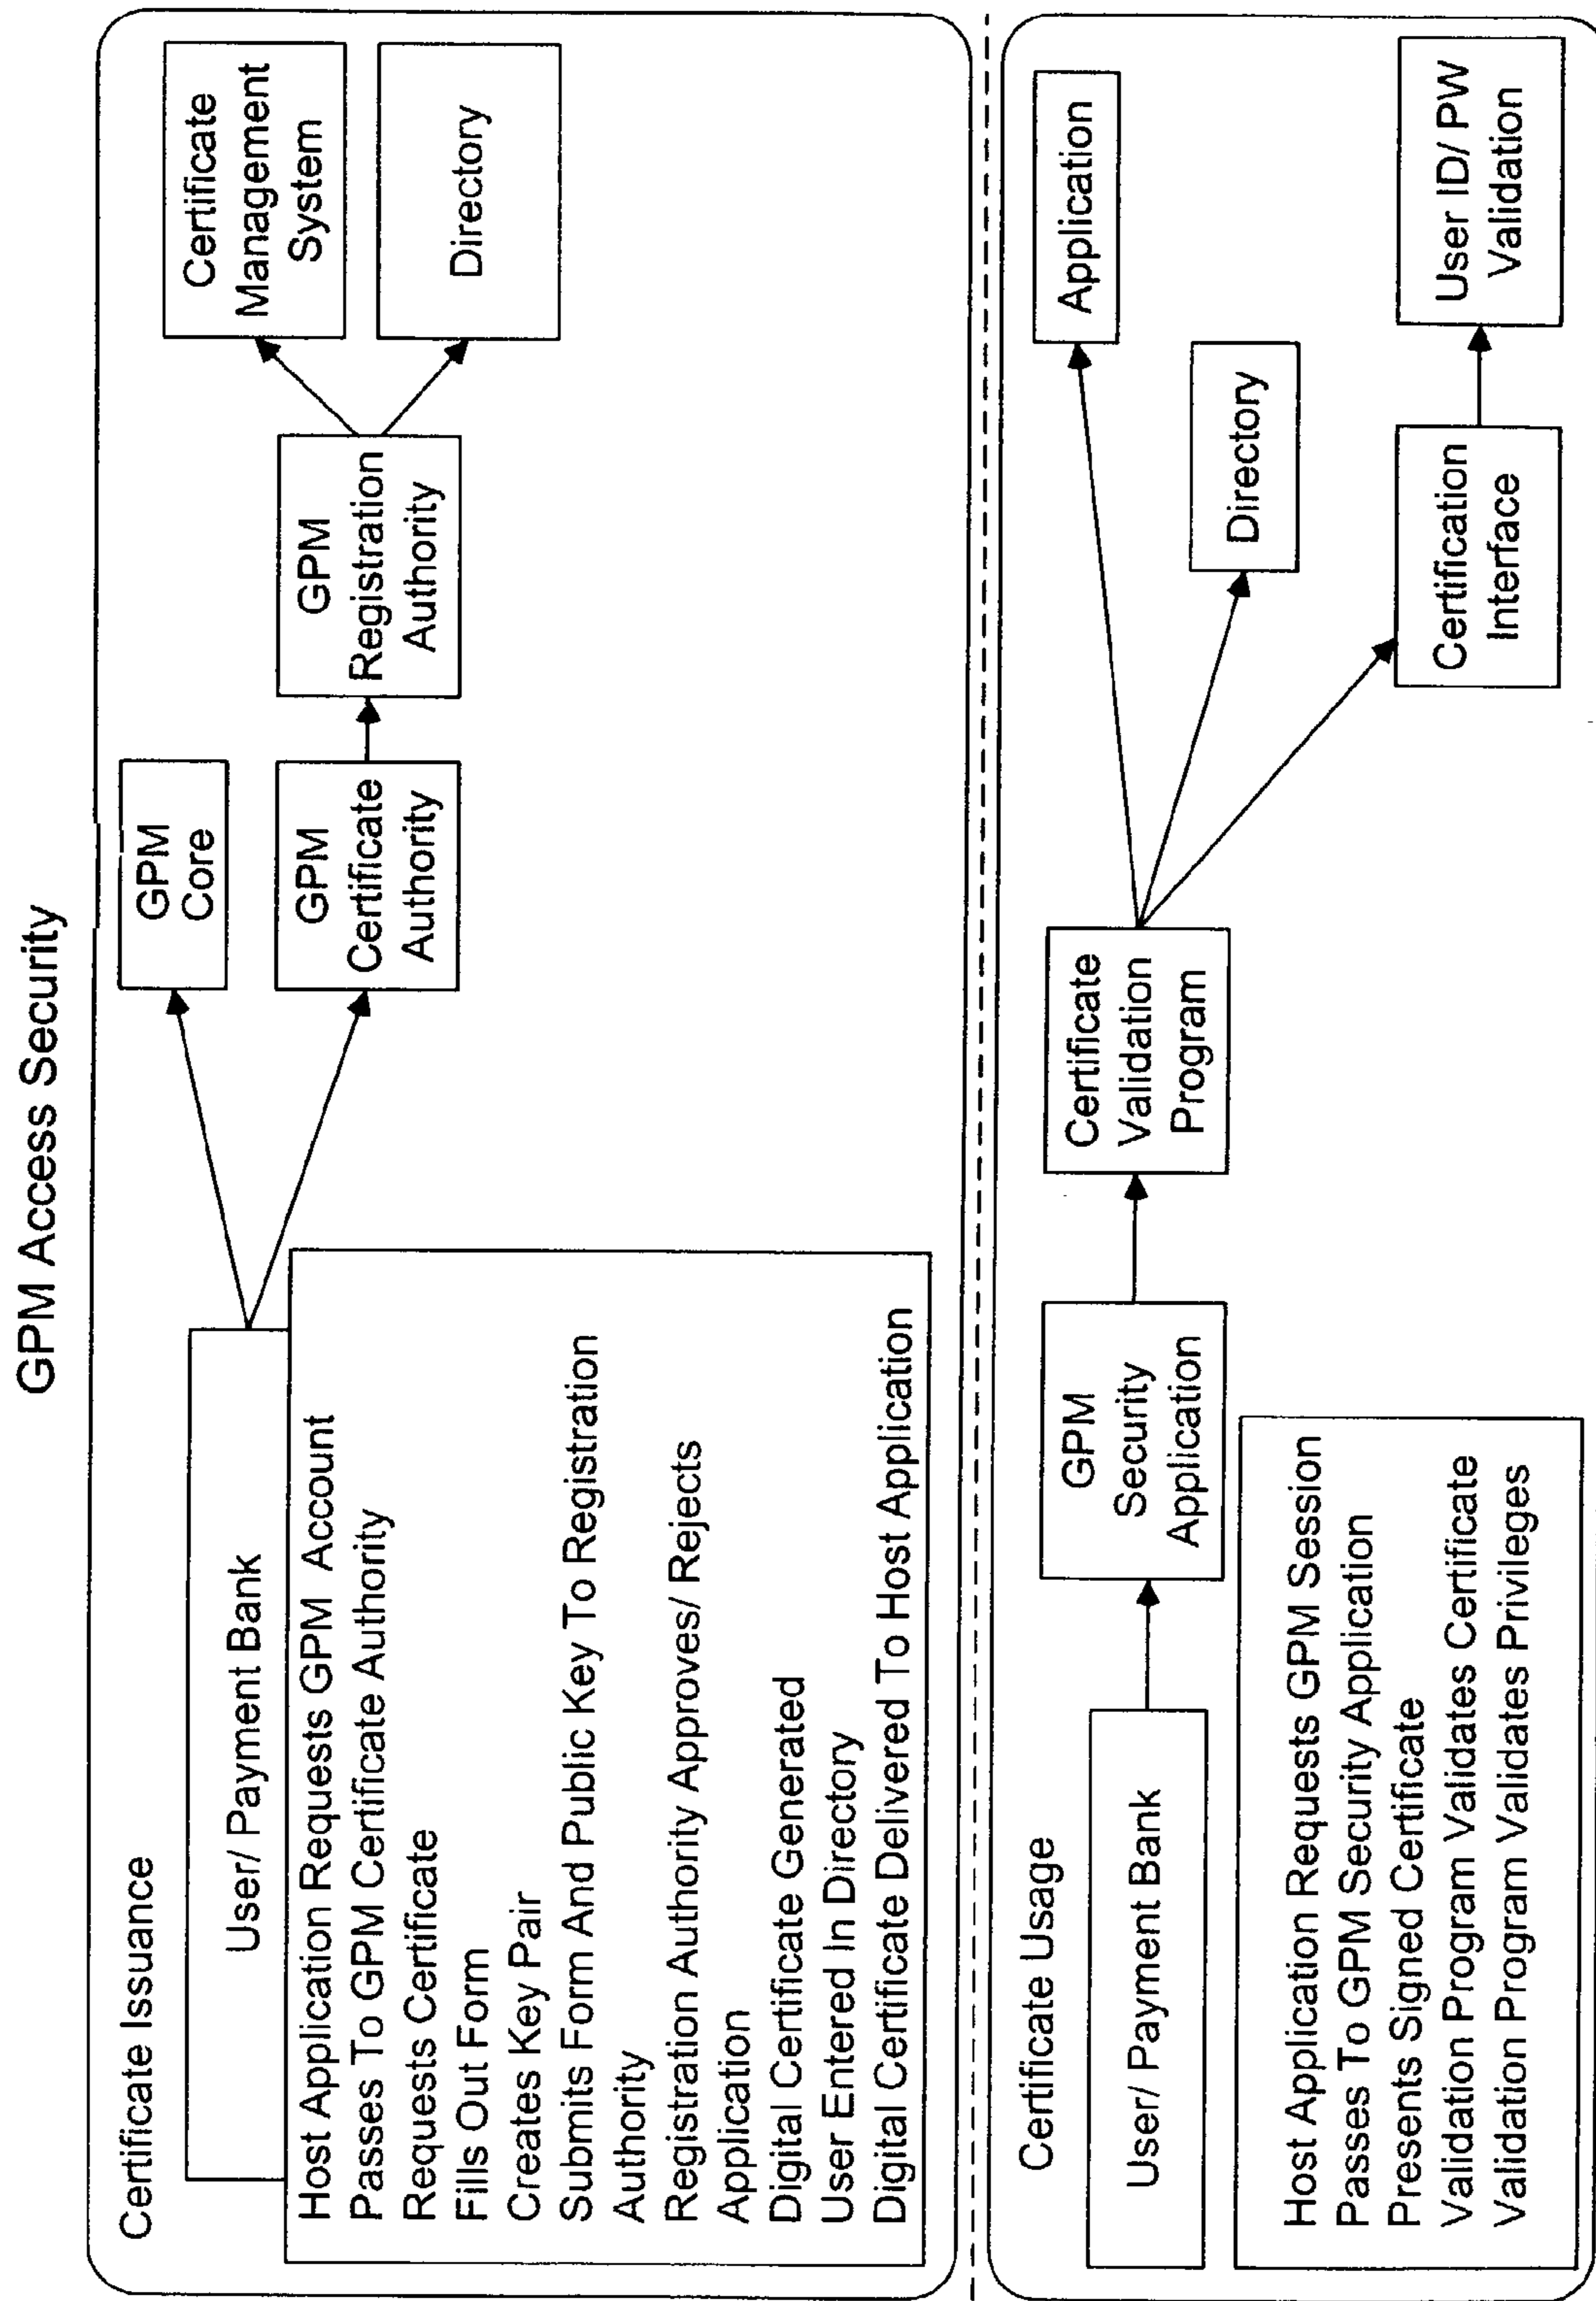 GPM Access Security
Certificate Issuance
User/ Payment Bank
Host Application Requests GPM Account
Passes To GPM Certificate Authority
Requests Certificate
Fills Out Form
Creates Key Pair
Submits Form And Public Key To Registration
Authority
Registration Authority Approves/ Rejects
Application
Digital Certificate Generated
User Entered In Directory
Digital Certificate Delivered To Host Application
GPM
Core
GPM
Certificate
Authority
GPM
Registration
Authority
Certificate
Management
System
Directory
Certificate Usage
User/ Payment Bank
Host Application Requests GPM Session
Passes To GPM Security Application
Presents Signed Certificate
Validation Program Validates Certificate
Validation Program Validates Privileges
GPM
Security
Application
Certificate
Validation
Program
Application
Directory
Certification
Interface
User ID/ PW
Validation